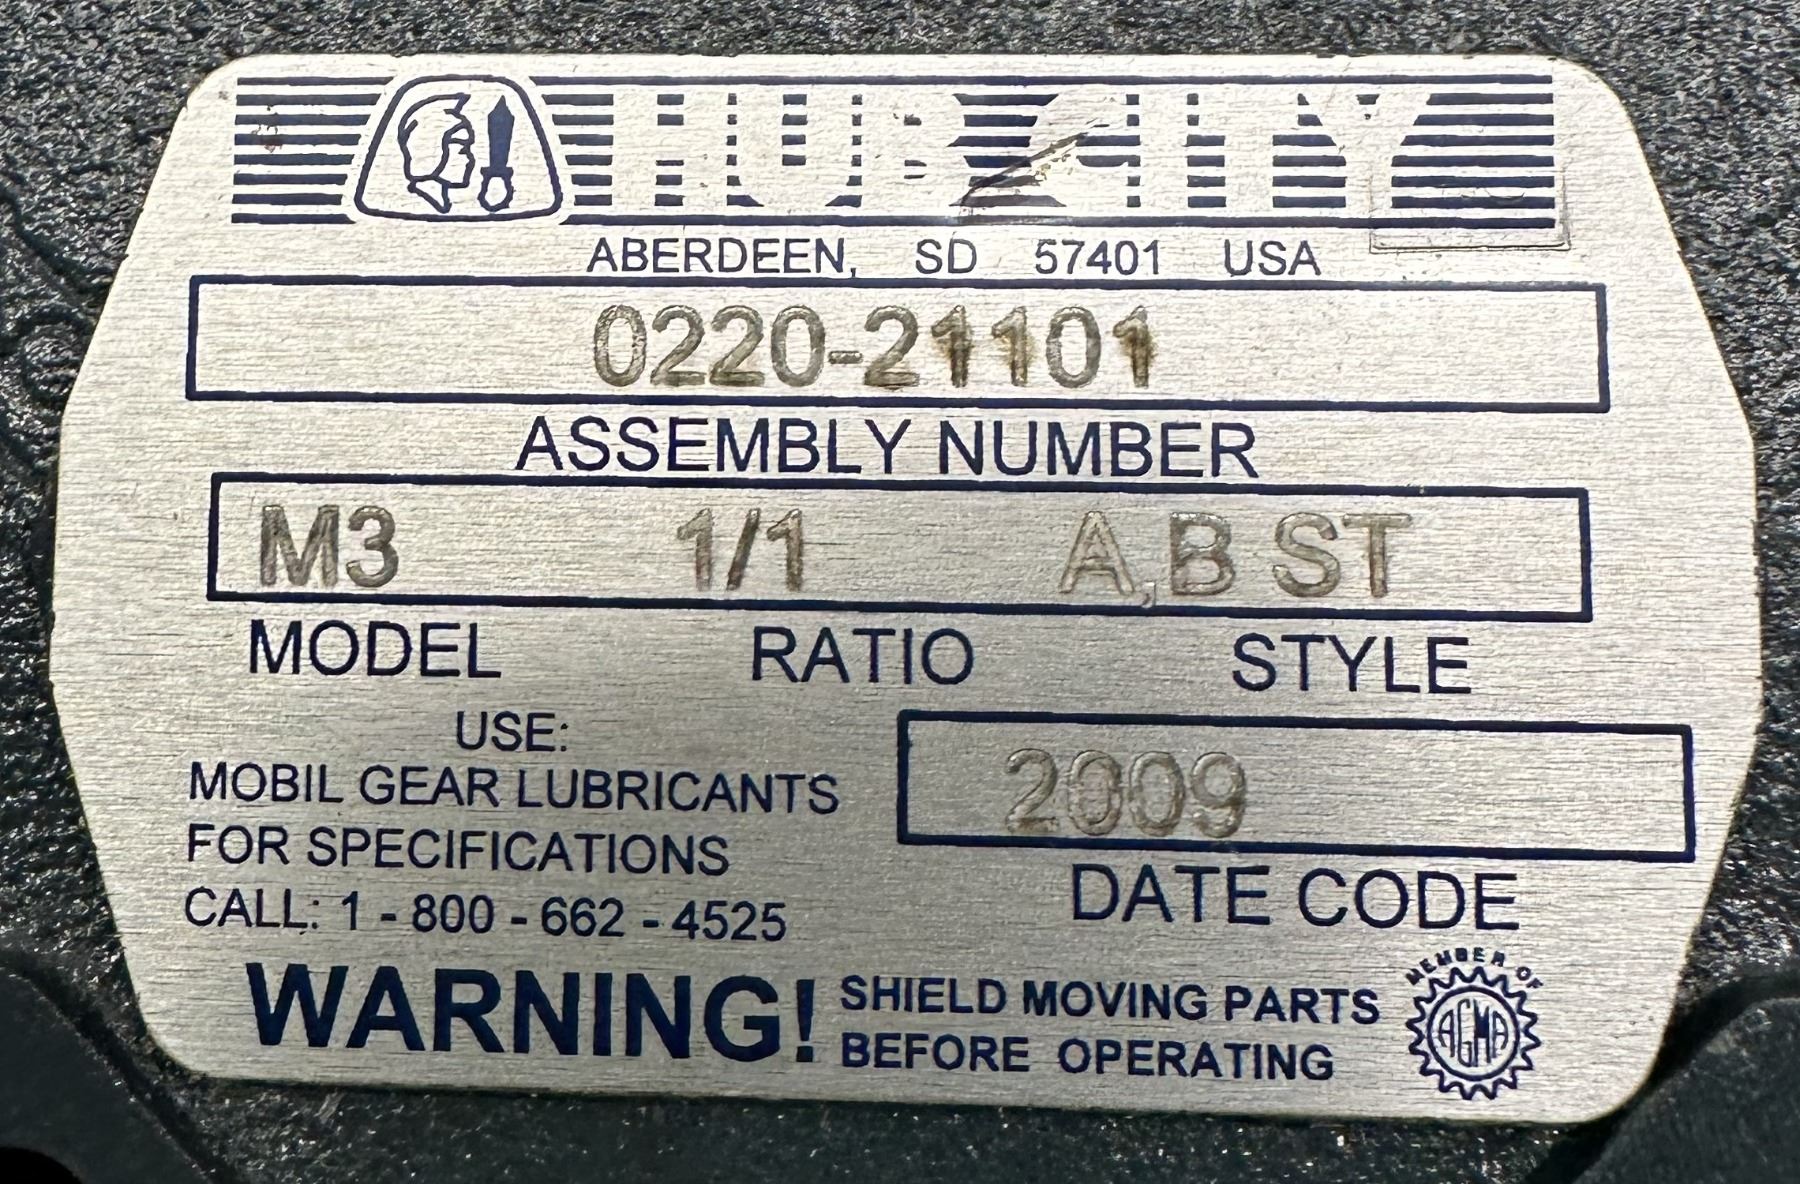 HUB CITY
ABERDEEN, SD 57401 USA
0220-21101
ASSEMBLY NUMBER
M3 1/1 A,B ST
MODEL RATIO STYLE
USE:
MOBIL GEAR LUBRICANTS
FOR SPECIFICATIONS
CALL: 1 - 800 - 662 - 4525
2009
DATE CODE
WARNING! SHIELD MOVING PARTS
BEFORE OPERATING
MEMBER OF
AGMA